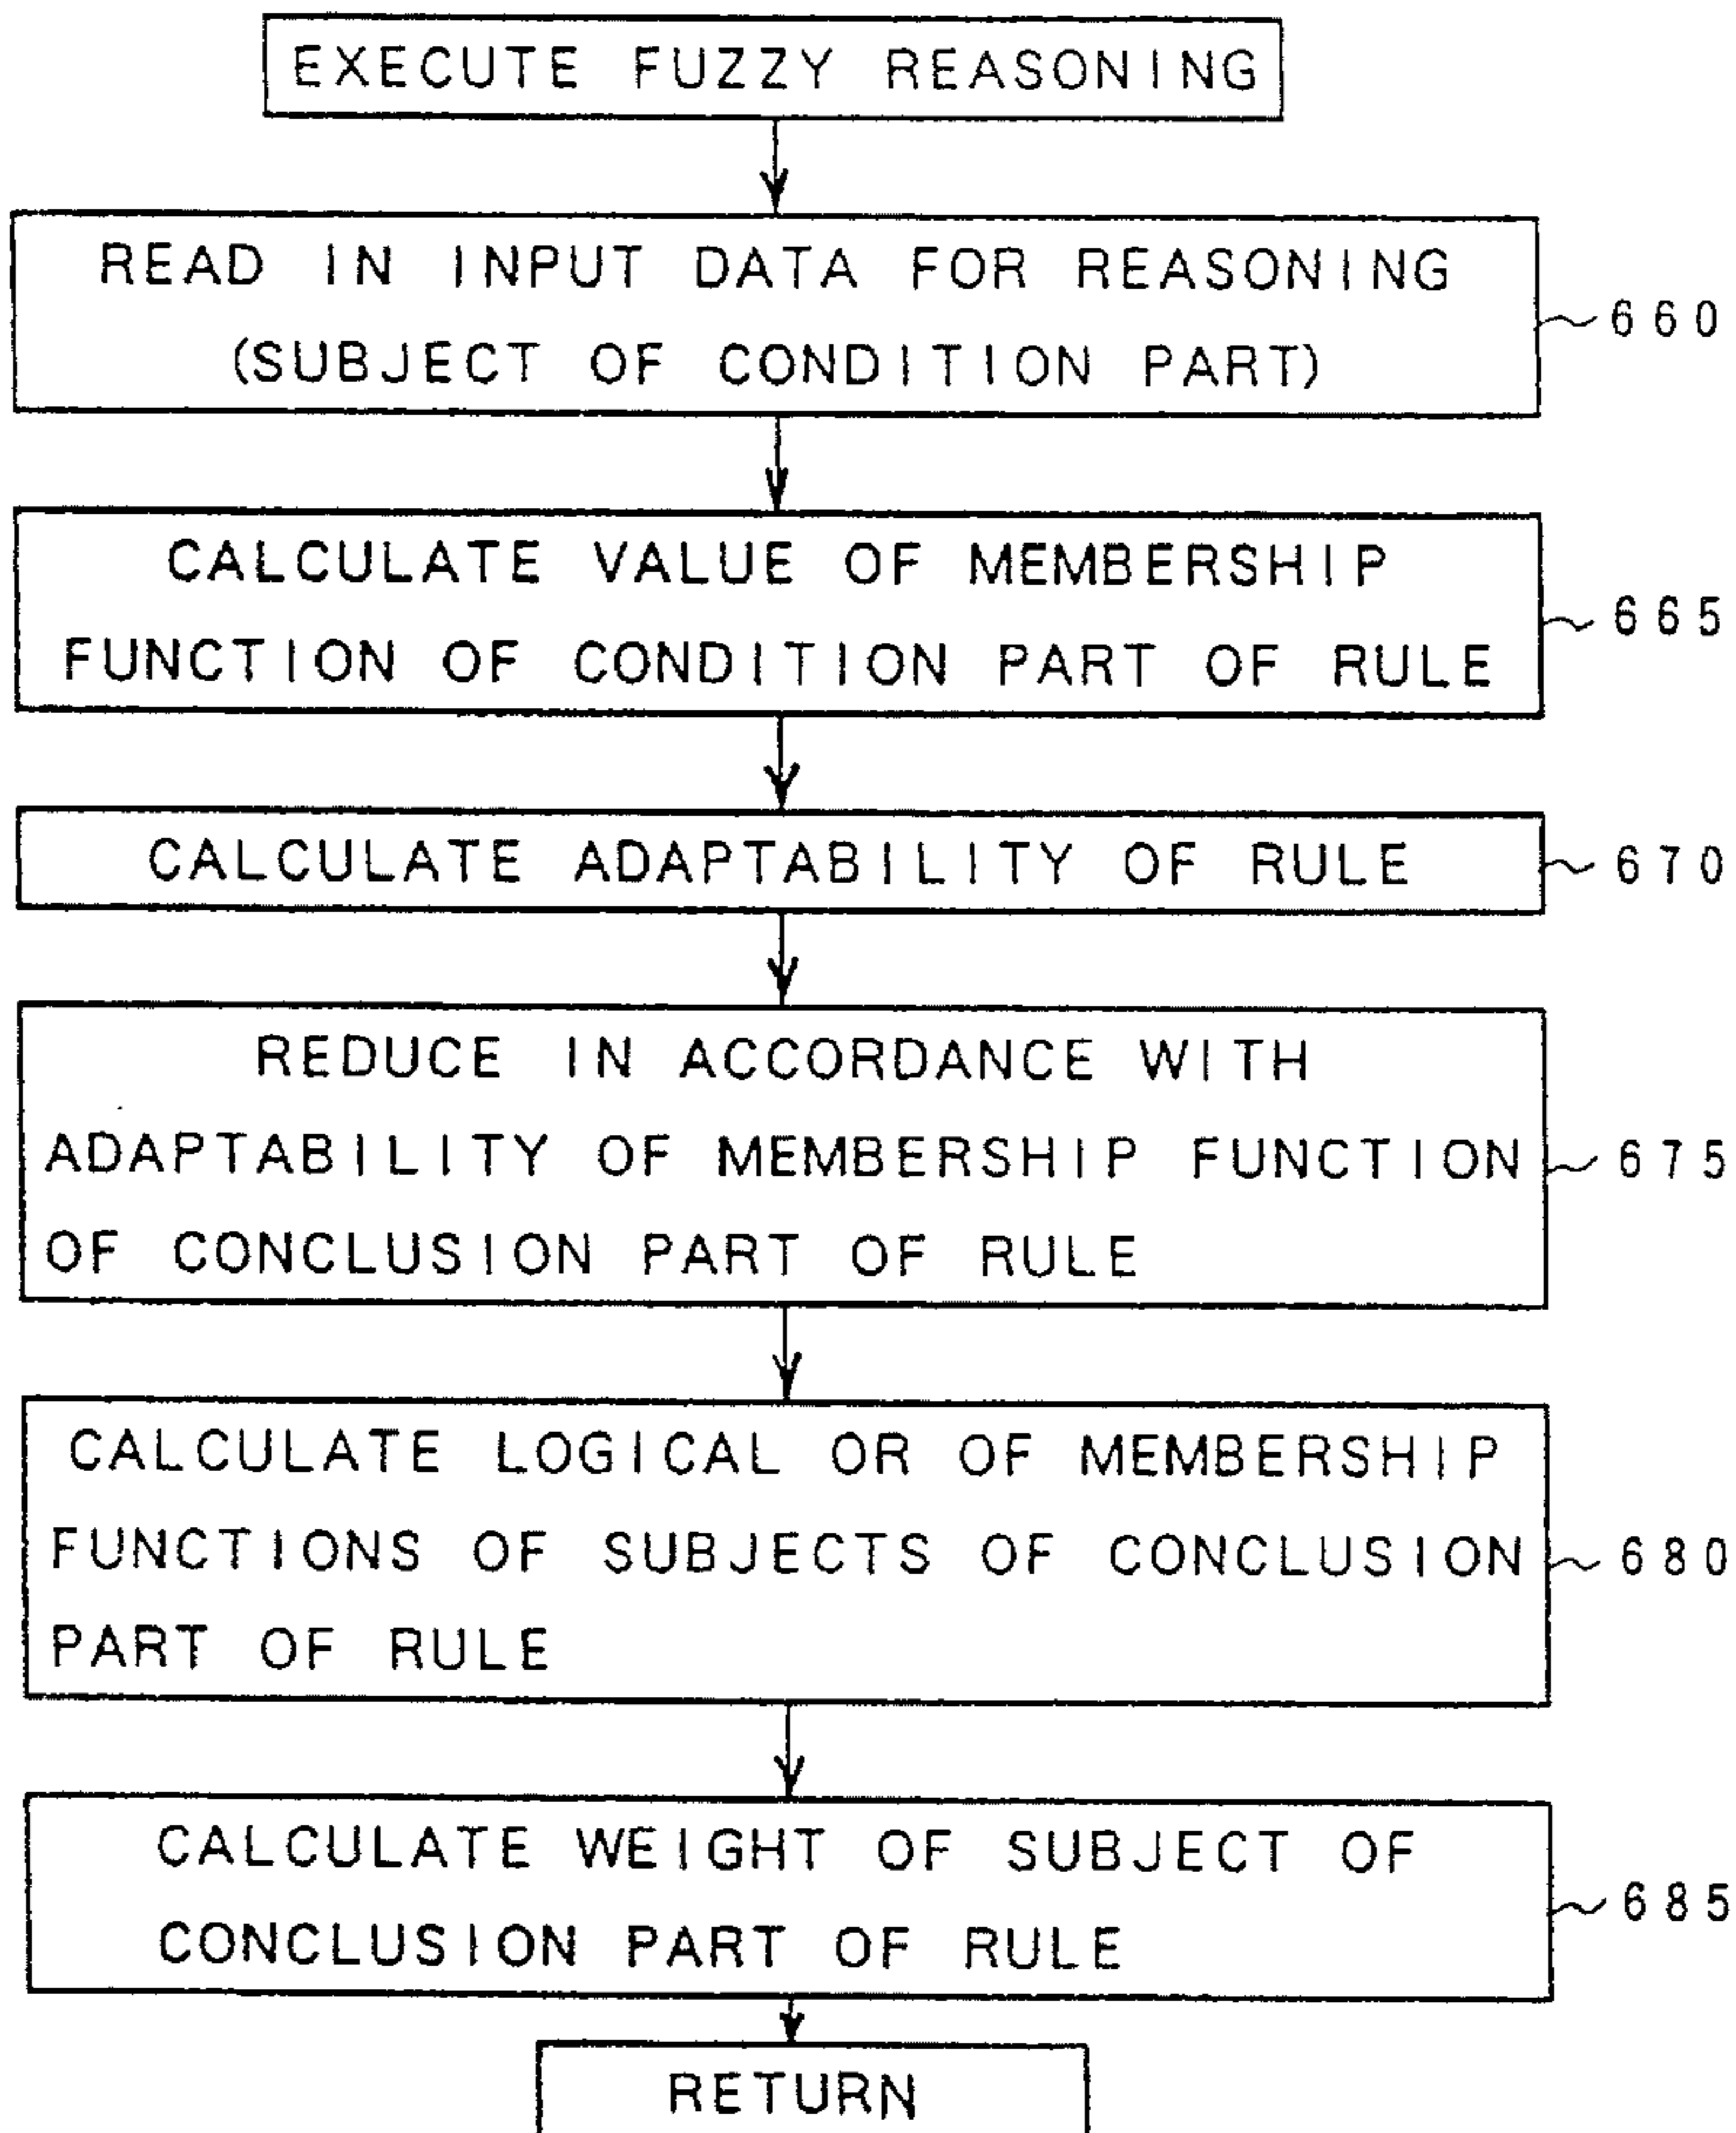 EXECUTE FUZZY REASONING
READ IN INPUT DATA FOR REASONING
(SUBJECT OF CONDITION PART)
660
CALCULATE VALUE OF MEMBERSHIP
FUNCTION OF CONDITION PART OF RULE
665
CALCULATE ADAPTABILITY OF RULE
670
REDUCE IN ACCORDANCE WITH
ADAPTABILITY OF MEMBERSHIP FUNCTION
OF CONCLUSION PART OF RULE
675
CALCULATE LOGICAL OR OF MEMBERSHIP
FUNCTIONS OF SUBJECTS OF CONCLUSION
PART OF RULE
680
CALCULATE WEIGHT OF SUBJECT OF
CONCLUSION PART OF RULE
685
RETURN